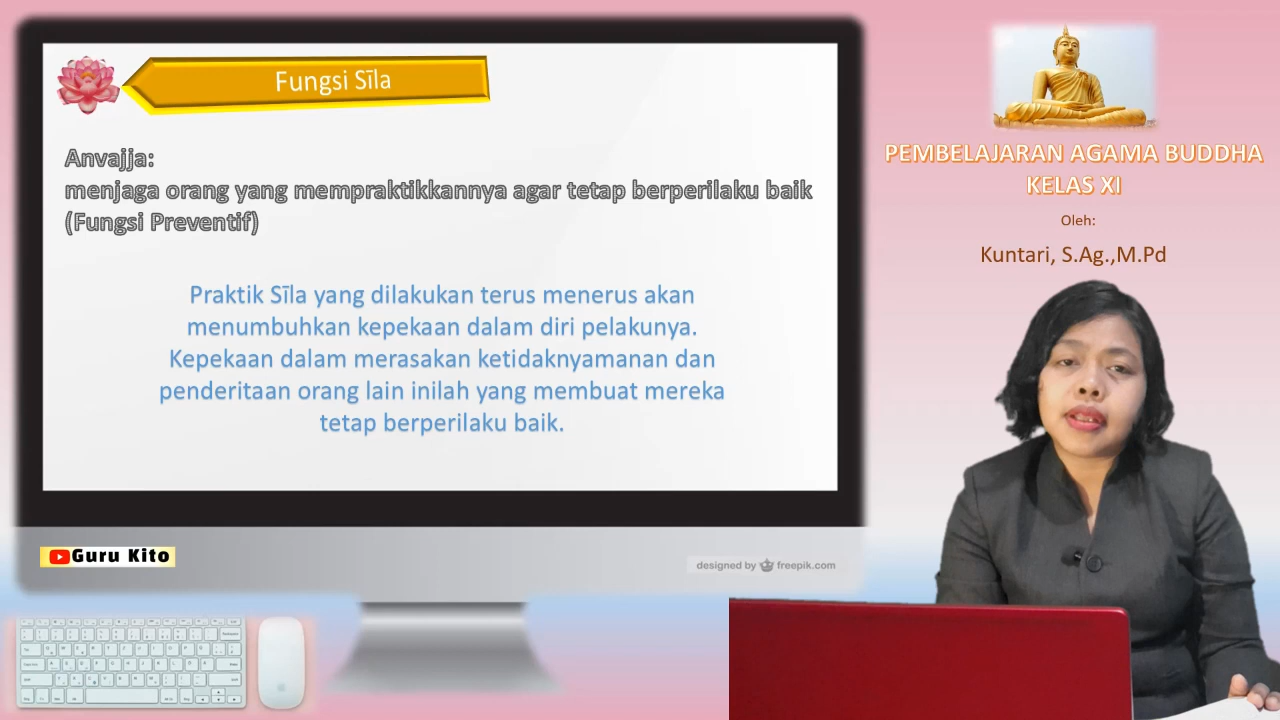 Fungsi Sīla
Anvajja:
menjaga orang yang mempraktikkannya agar tetap berperilaku baik
(Fungsi Preventif)
Praktik Sīla yang dilakukan terus menerus akan
menumbuhkan kepekaan dalam diri pelakunya.
Kepekaan dalam merasakan ketidaknyamanan dan
penderitaan orang lain inilah yang membuat mereka
tetap berperilaku baik.
Guru Kito
designed by freepik.com
PEMBELAJARAN AGAMA BUDDHA
KELAS XI
Oleh:
Kuntari, S.Ag.,M.Pd